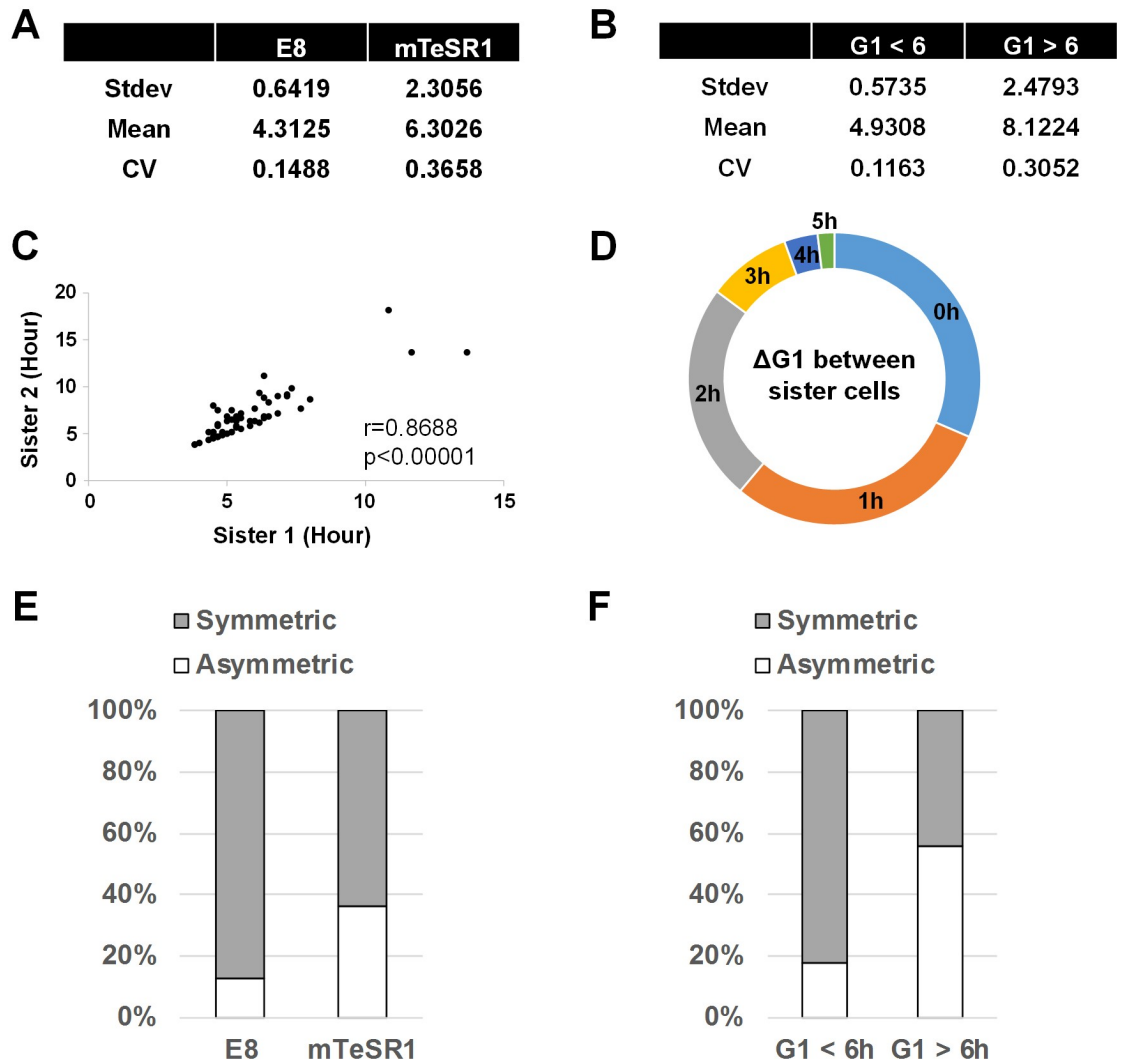 A
E8 mTeSR1
Stdev 0.6419 2.3056
Mean 4.3125 6.3026
CV 0.1488 0.3658
B
G1 < 6 G1 > 6
Stdev 0.5735 2.4793
Mean 4.9308 8.1224
CV 0.1163 0.3052
C
20
15
10
5
0
Sister 2 (Hour)
r=0.8688
p<0.00001
0 5 10 15
Sister 1 (Hour)
D
5h
4h
3h
0h
2h
1h
ΔG1 between
sister cells
E
Symmetric
Asymmetric
100%
80%
60%
40%
20%
0%
E8 mTeSR1
F
Symmetric
Asymmetric
100%
80%
60%
40%
20%
0%
G1 < 6h G1 > 6h